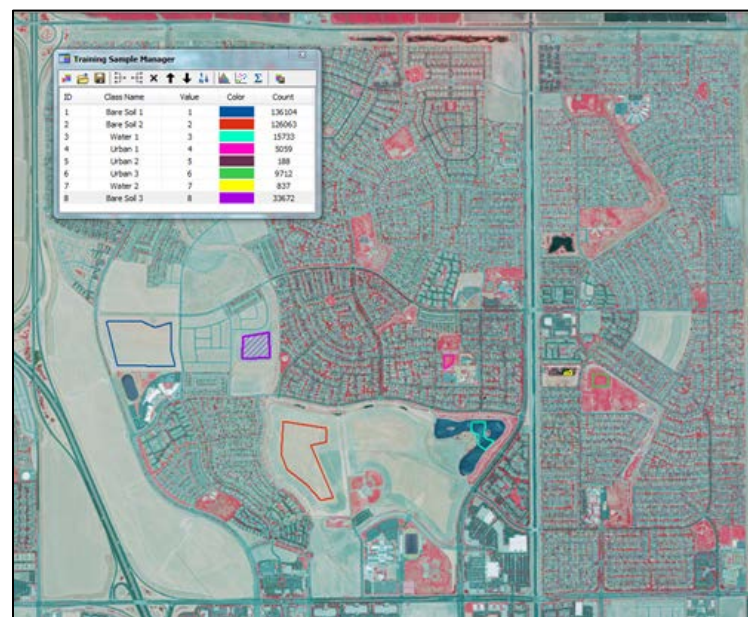 Training Sample Manager
ID Class Name Value Color Count
1 Bare Soil 1 1 136104
2 Bare Soil 2 2 126063
3 Water 1 3 15733
4 Urban 1 4 5059
5 Urban 2 5 188
6 Urban 3 6 9712
7 Water 2 7 837
8 Bare Soil 3 8 33672